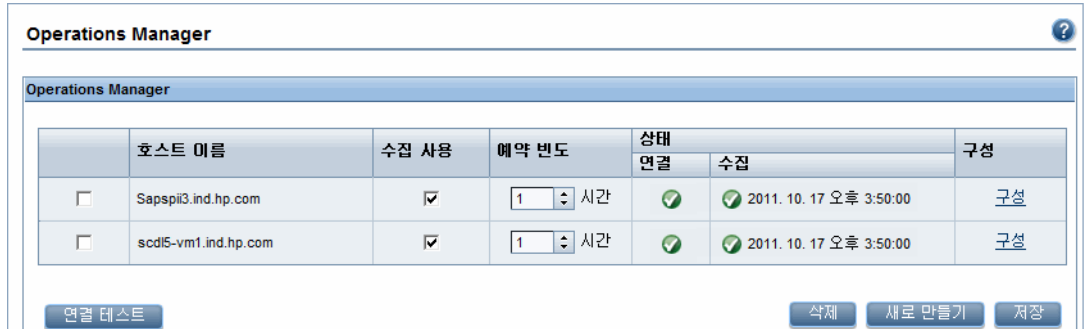 Operations Manager
?
Operations Manager
호스트 이름 수집 사용 예약 빈도 상태 구성
연결 수집
Sapspii3.ind.hp.com 1 시간 2011. 10. 17 오후 3:50:00 구성
scdl5-vm1.ind.hp.com 1 시간 2011. 10. 17 오후 3:50:00 구성
연결 테스트 삭제 새로 만들기 저장